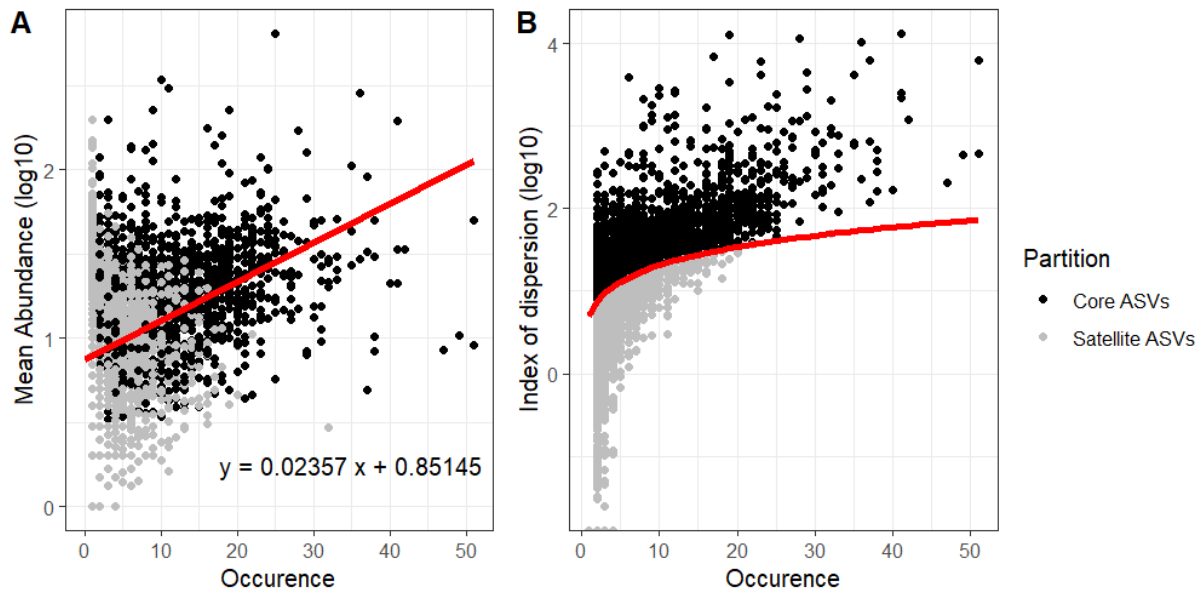 A
B
Mean Abundance (log10)
2
1
0
y = 0.02357 x + 0.85145
0
10
20
30
40
50
Occurence
Index of dispersion (log10)
4
2
0
0
10
20
30
40
50
Occurence
Partition
Core ASVs
Satellite ASVs